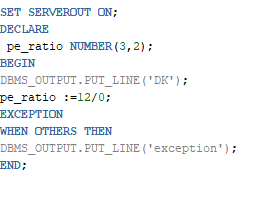 SET SERVEROUT ON;
DECLARE
pe_ratio NUMBER(3,2);
BEGIN
DBMS_OUTPUT.PUT_LINE('DK');
pe_ratio :=12/0;
EXCEPTION
WHEN OTHERS THEN
DBMS_OUTPUT.PUT_LINE('exception');
END;